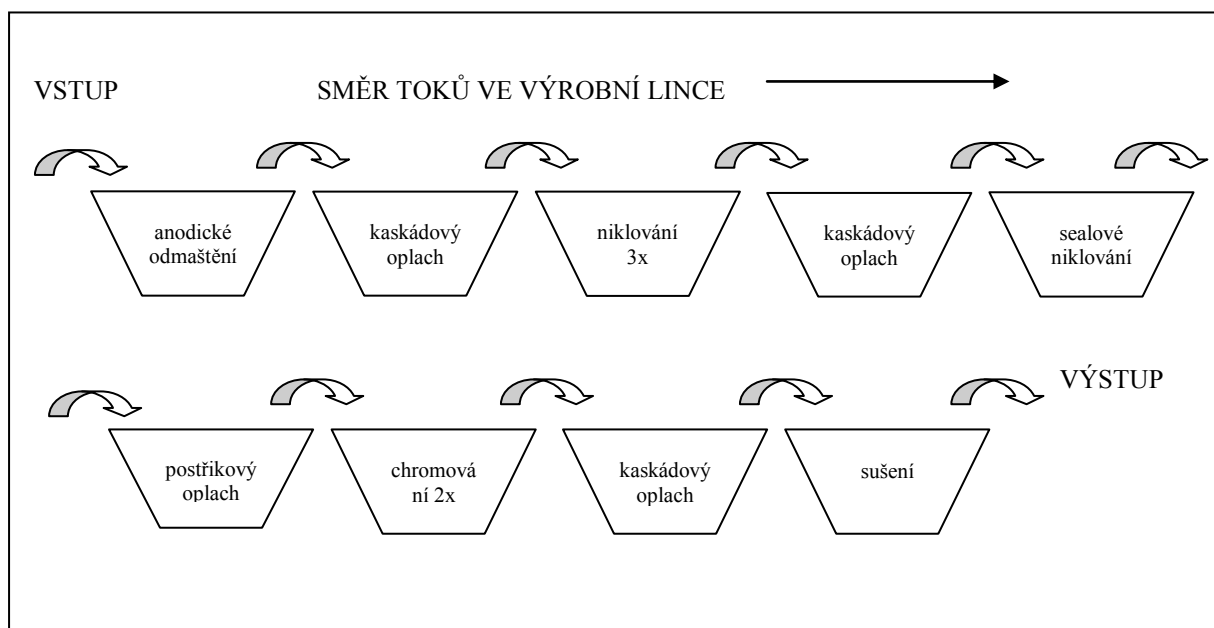 VSTUP
SMĚR TOKŮ VE VÝROBNÍ LINCE
anodické
odmaštění
kaskádový
oplach
niklování
3x
kaskádový
oplach
sealové
niklování
VÝSTUP
postřikový
oplach
chromová
ní 2x
kaskádový
oplach
sušení